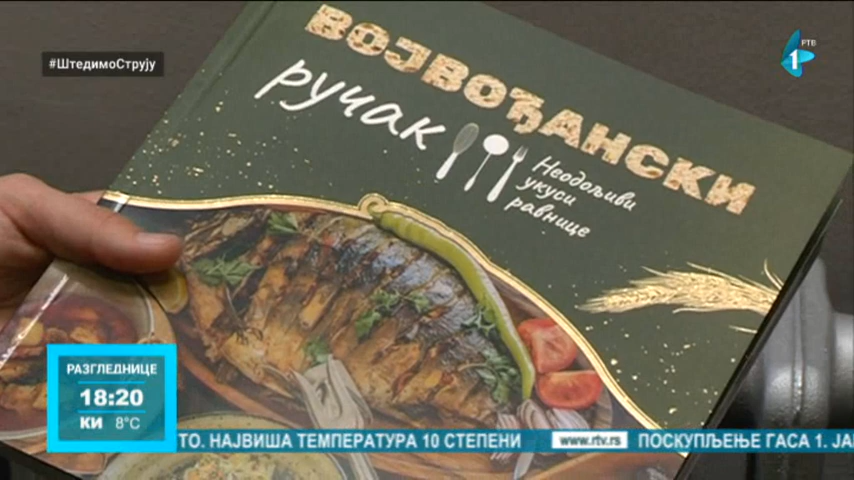 #ШтедимоСтрују
РТВ
1
ВОЈВОЂАНСКИ
ручак
Неодољиви
укуси
равнице
РАЗГЛЕДНИЦЕ
18:20
КИ 8°C
ТО. НАЈВИША ТЕМПЕРАТУРА 10 СТЕПЕНИ www.rtv.rs ПОСКУПЉЕЊЕ ГАСА 1. ЈА